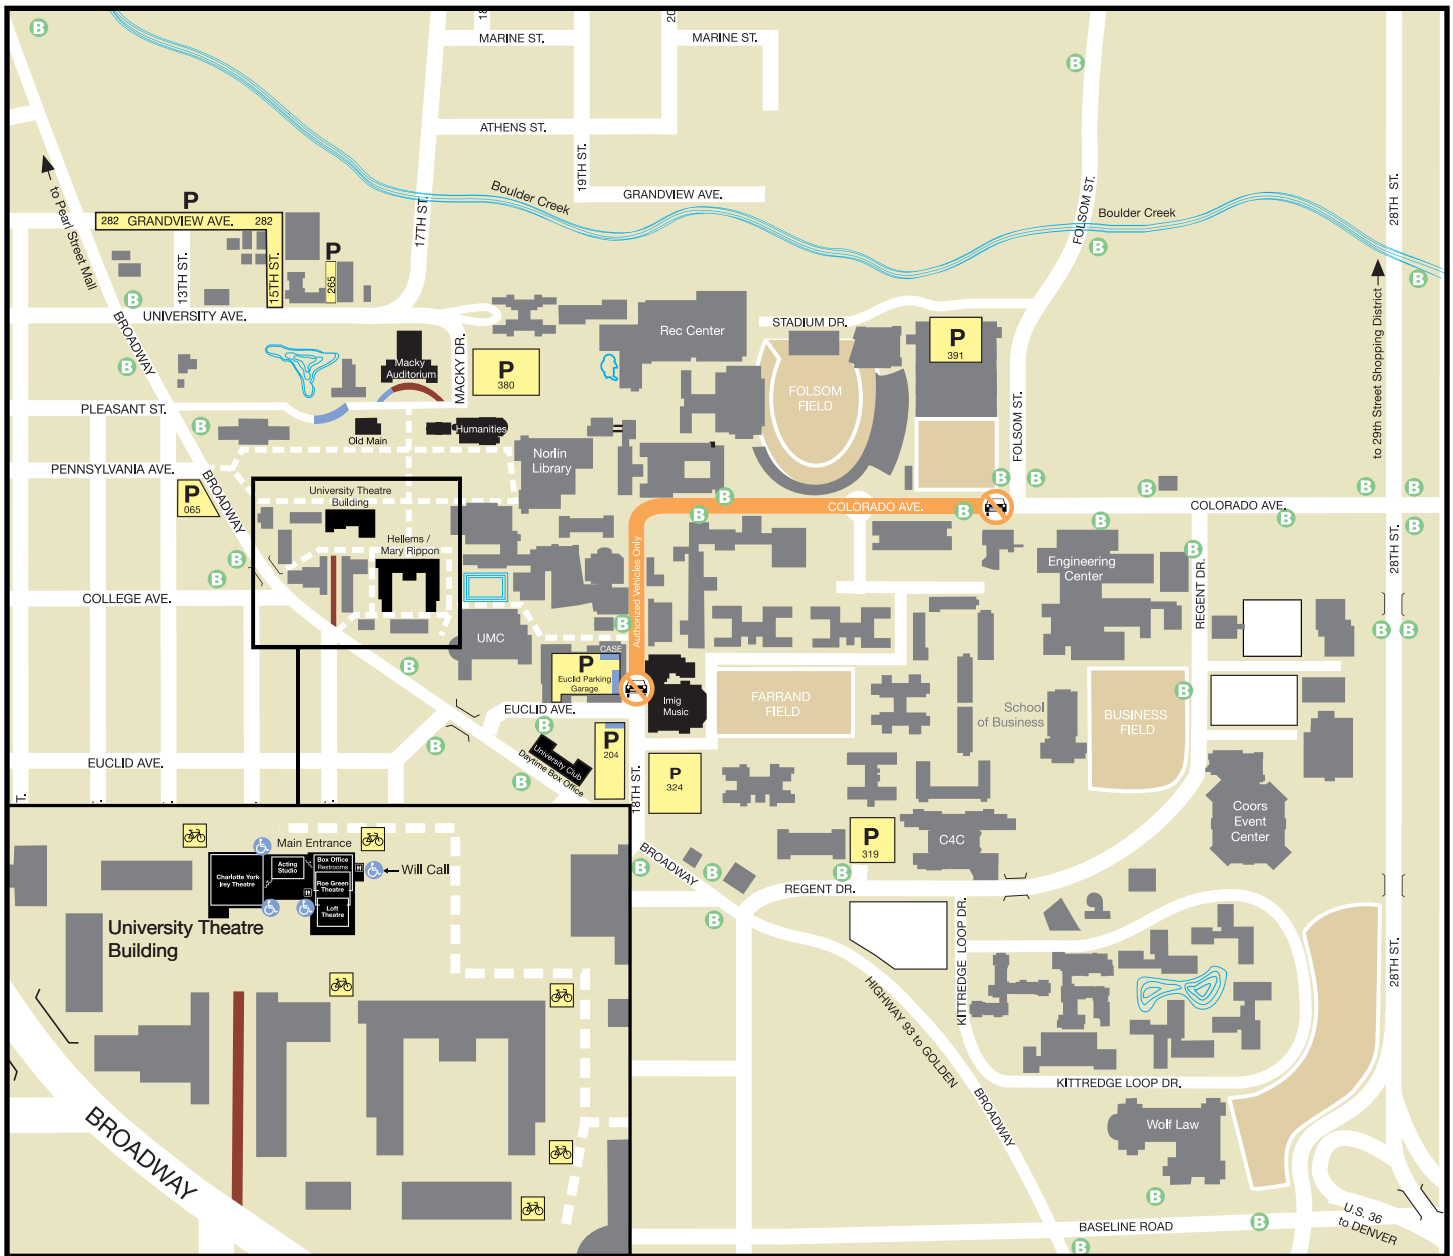 18
20
MARINE ST.
MARINE ST.
B
B
ATHENS ST.
19TH ST.
GRANDVIEW AVE.
17TH ST.
FOLSOM ST.
28TH ST.
Boulder Creek
Boulder Creek
to Pearl Street Mall
P
282 GRANDVIEW AVE. 282
13TH ST.
15TH ST.
P
265
B
B
B
to 29th Street Shopping District
UNIVERSITY AVE.
BROADWAY
MACKY DR.
Rec Center
STADIUM DR.
P
391
B
Macky
Auditorium
P
380
FOLSOM
FIELD
FOLSOM ST.
PLEASANT ST.
B
Old Main
Humanities
Norlin
Library
PENNSYLVANIA AVE.
BROADWAY
P
065
University Theatre
Building
B
B
B
B
B
B
B
COLORADO AVE.
B
B
COLORADO AVE.
B
B
B
Hellems /
Mary Rippon
Authorized Vehicles Only
Engineering
Center
B
REGENT DR.
28TH ST.
B
B
COLLEGE AVE.
UMC
B
B
B
CASE
P
Euclid Parking
Garage
B
Imig
Music
FARRAND
FIELD
School
of Business
BUSINESS
FIELD
B
EUCLID AVE.
B
P
204
University Club
Daytime Box Office
B
B
EUCLID AVE.
18TH ST.
P
324
T.
Coors
Event
Center
P
319
C4C
BROADWAY
B
B
B
REGENT DR.
B
Main Entrance
Charlotte York
Irey Theatre
Acting
Studio
Box Office
Restrooms
Roe Green
Theatre
Loft
Theatre
Will Call
University Theatre
Building
KITTREDGE LOOP DR.
28TH ST.
HIGHWAY 93 to GOLDEN
KITTREDGE LOOP DR.
BROADWAY
BROADWAY
Wolf Law
B
U.S. 36
to DENVER
BASELINE ROAD
B
B